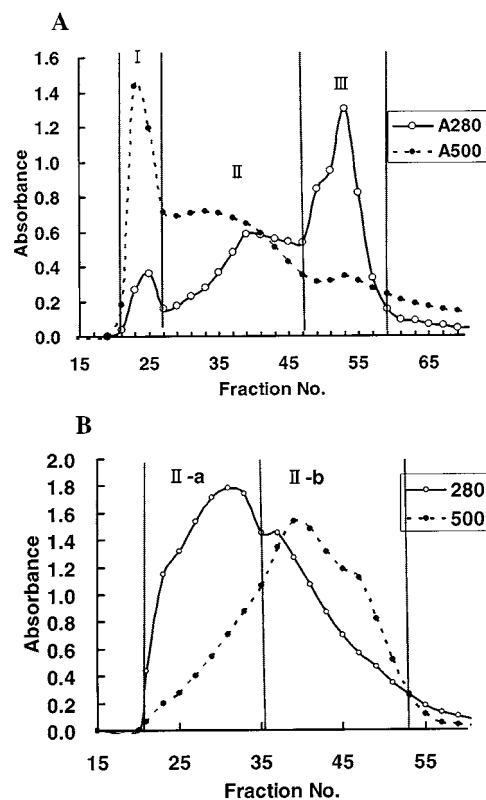 A
I
II
III
A280
A500
1.6
1.4
1.2
1.0
0.8
0.6
0.4
0.2
0.0
Absorbance
15 25 35 45 55 65
Fraction No.
B
II-a
II-b
280
500
2.0
1.8
1.6
1.4
1.2
1.0
0.8
0.6
0.4
0.2
0.0
Absorbance
15 25 35 45 55
Fraction No.